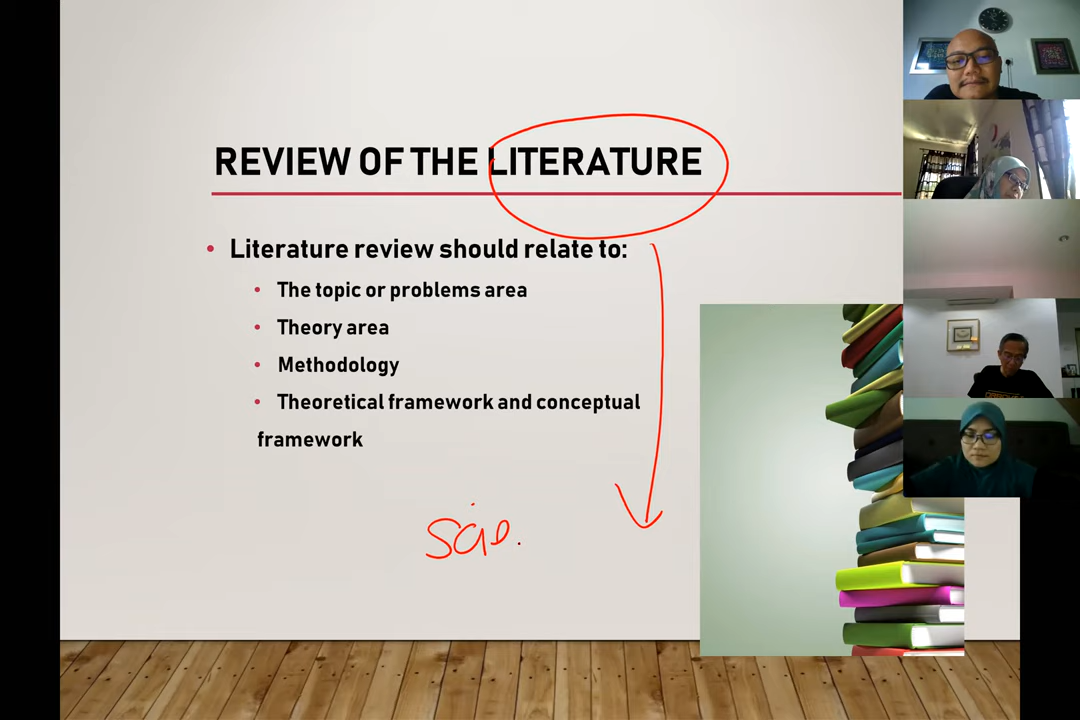 REVIEW OF THE LITERATURE
• Literature review should relate to:
• The topic or problems area
• Theory area
• Methodology
• Theoretical framework and conceptual
framework